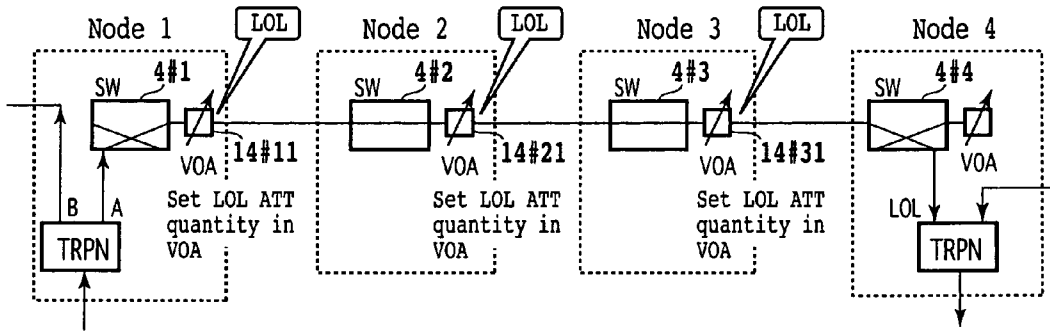 LOL
LOL
LOL
Node 1
Node 2
Node 3
Node 4
SW
4#1
SW
4#2
SW
4#3
SW
4#4
VOA
14#11
VOA
14#21
VOA
14#31
VOA
Set LOL ATT
quantity in
VOA
Set LOL ATT
quantity in
VOA
Set LOL ATT
quantity in
VOA
B
A
LOL
TRPN
TRPN